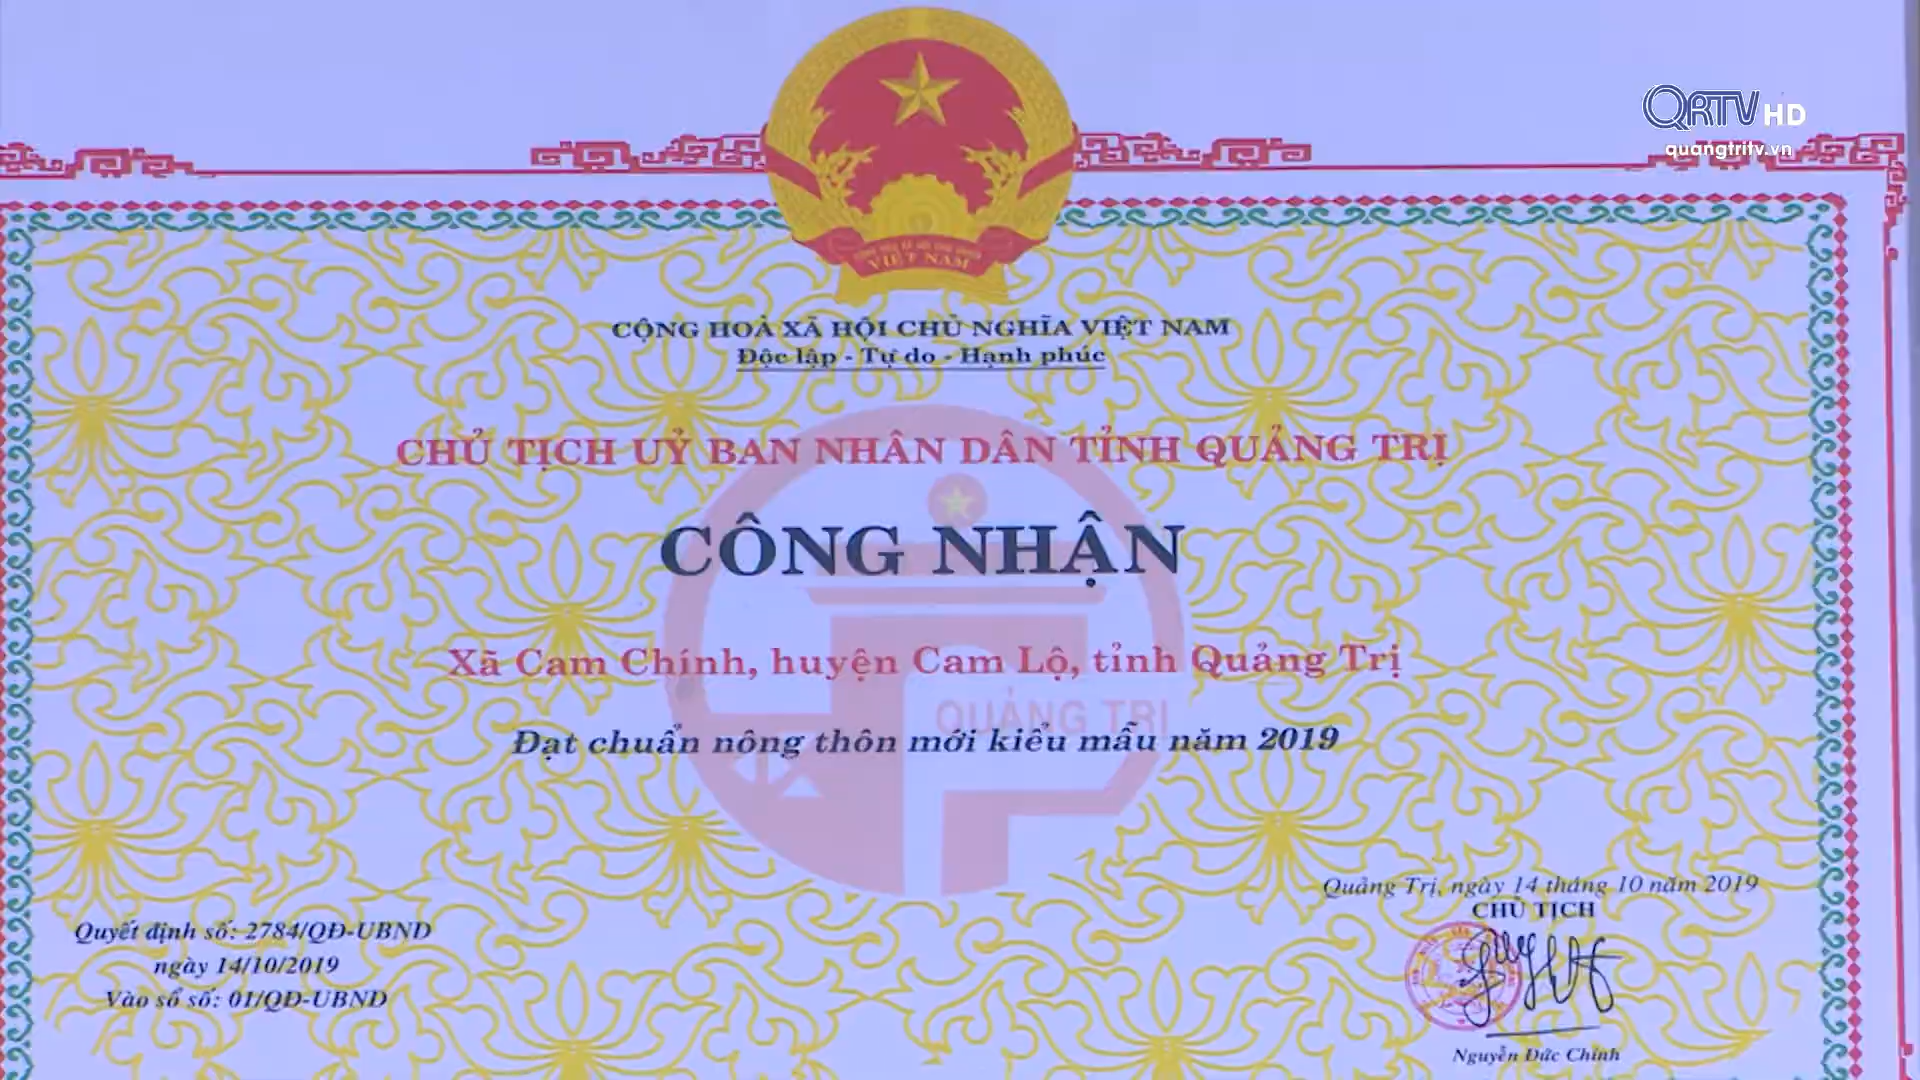 QRTV HD
quangtritv.vn
VIỆT NAM
CỘNG HOÀ XÃ HỘI CHỦ NGHĨA VIỆT NAM
Độc lập - Tự do - Hạnh phúc
CHỦ TỊCH UỶ BAN NHÂN DÂN TỈNH QUẢNG TRỊ
CÔNG NHẬN
Xã Cam Chính, huyện Cam Lộ, tỉnh Quảng Trị
QUẢNG TRỊ
Đạt chuẩn nông thôn mới kiểu mẫu năm 2019
Quảng Trị, ngày 14 tháng 10 năm 2019
CHỦ TỊCH
Quyết định số: 2784/QĐ-UBND
ngày 14/10/2019
Vào sổ số: 01/QĐ-UBND
Nguyễn Đức Chính